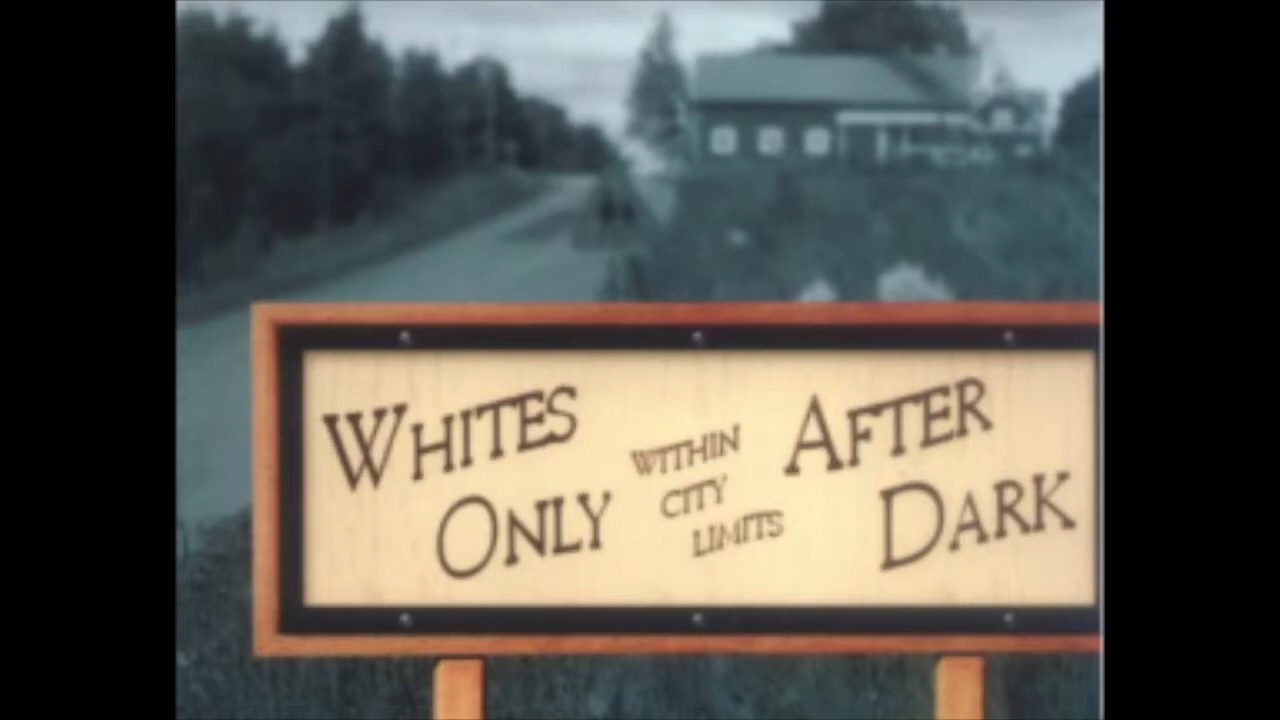 WHITES
ONLY
WITHIN
CITY
LIMITS
AFTER
DARK